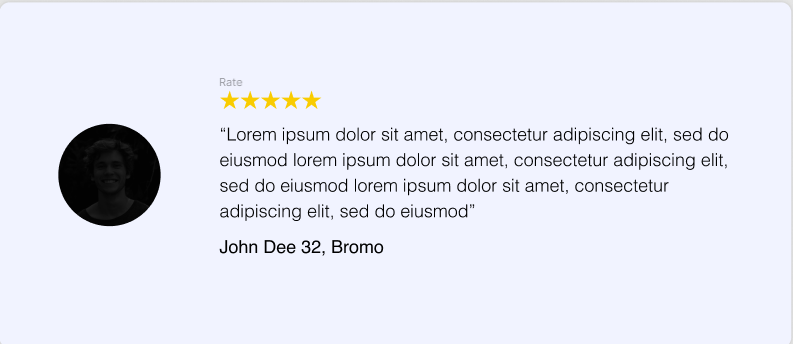 Rate
“Lorem ipsum dolor sit amet, consectetur adipiscing elit, sed do
eiusmod lorem ipsum dolor sit amet, consectetur adipiscing elit,
sed do eiusmod lorem ipsum dolor sit amet, consectetur
adipiscing elit, sed do eiusmod”
John Dee 32, Bromo